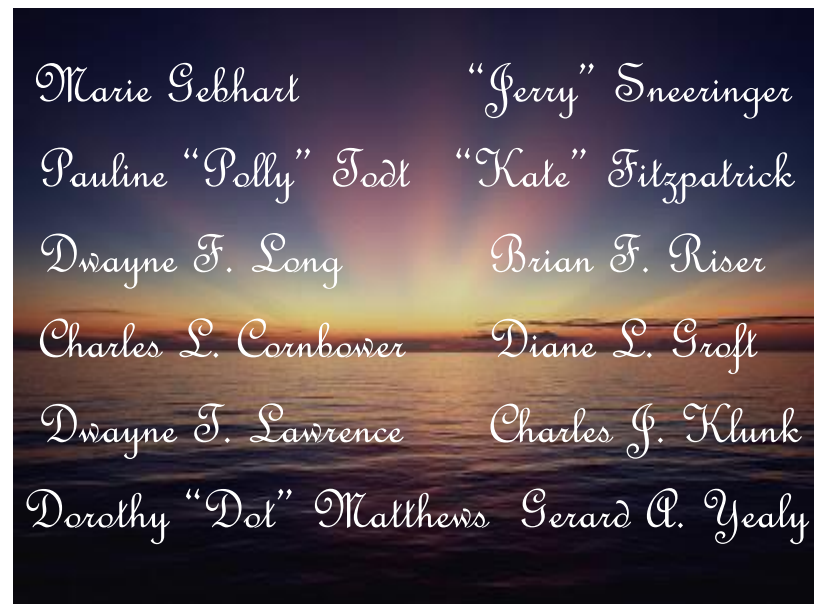 Marie Gebhart “Jerry” Sneeringer
Pauline “Polly” Todt “Kate” Fitzpatrick
Dwayne F. Long Brian F. Riser
Charles L. Cornbower Diane L. Groft
Dwayne T. Lawrence Charles J. Klunk
Dorothy “Dot” Matthews Gerard A. Yealy